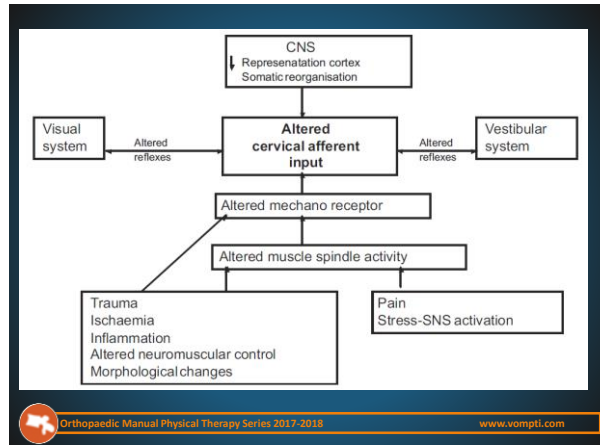 CNS
↓ Represenatation cortex
Somatic reorganisation
Visual
system
Altered
reflexes
Altered
cervical afferent
input
Altered
reflexes
Vestibular
system
Altered mechano receptor
Altered muscle spindle activity
Trauma
Ischaemia
Inflammation
Altered neuromuscular control
Morphological changes
Pain
Stress-SNS activation
Orthopaedic Manual Physical Therapy Series 2017-2018
www.vompti.com